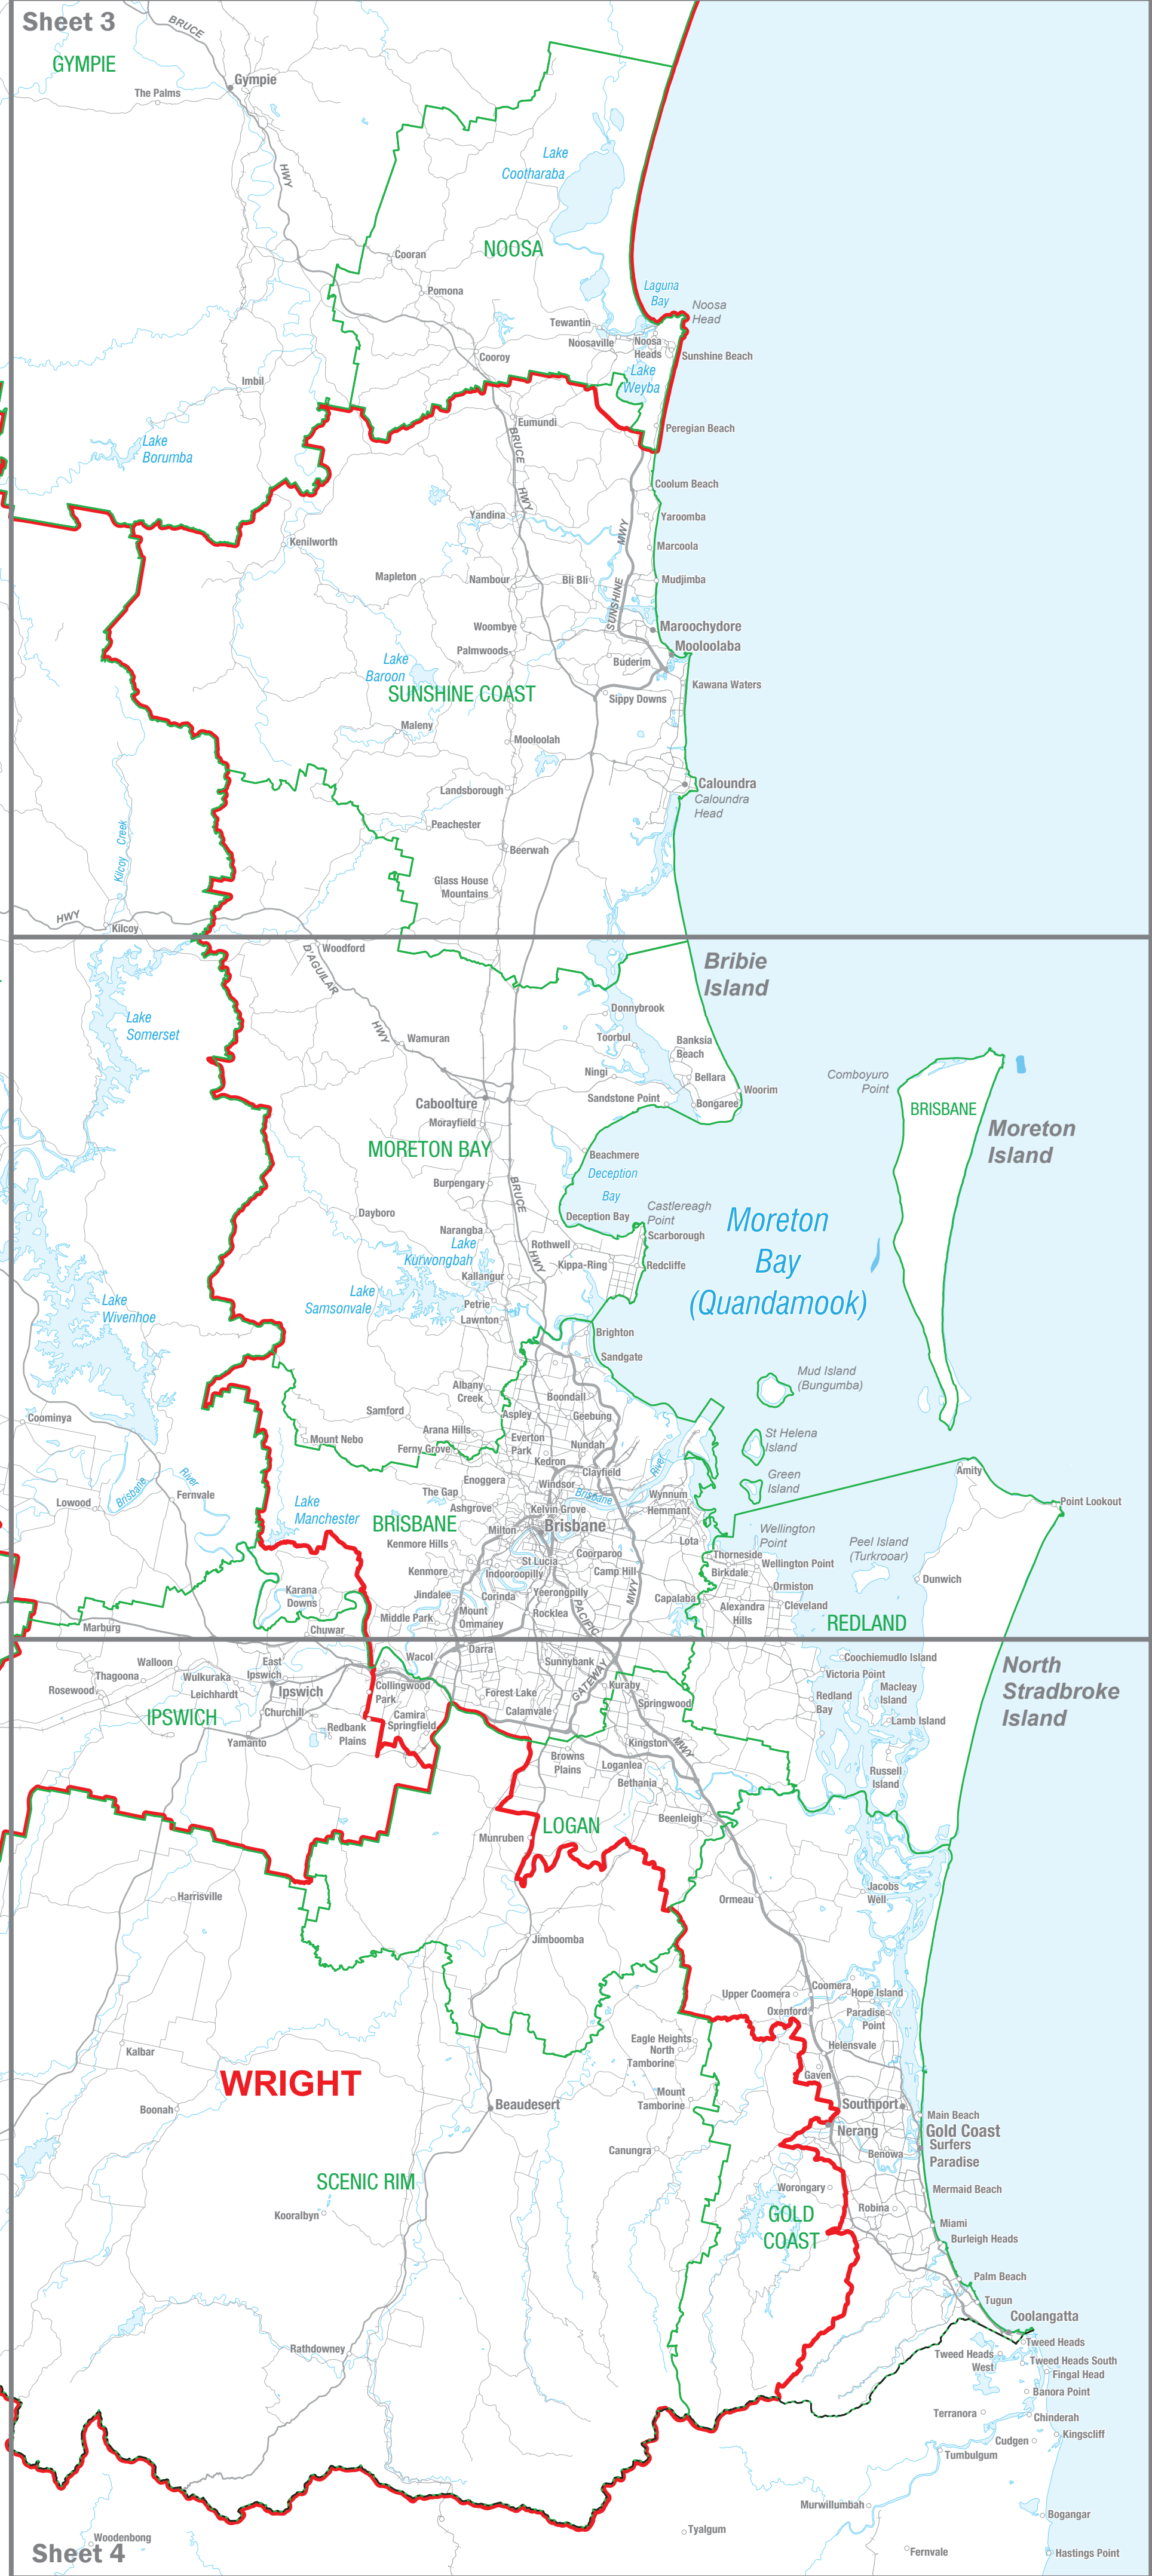 Sheet 3
BRUCE
GYMPIE
Gympie
The Palms
HWY
Lake
Cootharaba
NOOSA
Cooran
Pomona
Laguna
Bay
Noosa
Head
Tewantin
Noosaville
Noosa
Heads
Sunshine Beach
Cooroy
Lake
Weyba
Imbil
Eumundi
Peregian Beach
BRUCE
Lake
Borumba
HWY
Coolum Beach
Yandina
Yaroomba
MWY
Kenilworth
Marcoola
Mapleton
Nambour
Bli Bli
Mudjimba
SUNSHINE
Woombye
Maroochydore
Mooloolaba
Palmwoods
Lake
Baroon
Buderim
SUNSHINE COAST
Kawana Waters
Sippy Downs
Maleny
Mooloolah
Landsborough
Caloundra
Caloundra
Head
Peachester
Kilcoy Creek
Beerwah
Glass House
Mountains
HWY
Kilcoy
Woodford
D'AGUILAR
HWY
Bribie
Island
Lake
Somerset
Donnybrook
Toorbul
Banksia
Beach
Wamuran
Ningi
Bellara
Woorim
Sandstone Point
Bongaree
Comboyuro
Point
BRISBANE
Moreton
Island
Caboolture
Morayfield
MORETON BAY
Beachmere
Deception
Bay
Burpengary
BRUCE
Dayboro
Deception Bay
Castlereagh
Point
Scarborough
Narangba
Lake
Kurwongbah
Rothwell
HWY
Kippa-Ring
Redcliffe
Kallangur
Moreton
Bay
(Quandamook)
Lake
Samsonvale
Petrie
Lawnton
Lake
Wivenhoe
Brighton
Sandgate
Mud Island
(Bungumba)
Albany
Creek
Boondall
Samford
Aspley
Geebung
Coominya
Mount Nebo
Arana Hills
Ferny Grove
Everton
Park
Nundah
St Helena
Island
Kedron
Clayfield
River
Green
Island
Amity
Enoggera
Windsor
Brisbane
River
Fernvale
Lowood
The Gap
Brisbane
Wynnum
Point Lookout
Lake
Manchester
Ashgrove
Kelvin Grove
Hemmant
BRISBANE
Milton
Brisbane
Wellington
Point
Kenmore Hills
Lota
Peel Island
(Turkrooar)
St Lucia
Coorparoo
Thorneside
Wellington Point
Kenmore
Indooroopilly
Camp Hill
Birkdale
Dunwich
Karana
Downs
Jindalee
Corinda
Yeerongpilly
MWY
Capalaba
Ormiston
Cleveland
Alexandra
Hills
Middle Park
Mount
Ommaney
Rocklea
PACIFIC
REDLAND
Marburg
Chuwar
Walloon
East
Ipswich
Wacol
Darra
Sunnybank
Coochiemudlo Island
North
Stradbroke
Island
Thagoona
Wulkuraka
Victoria Point
Rosewood
Leichhardt
Ipswich
Collingwood
Park
Forest Lake
GATEWAY
Kuraby
Macleay
Island
Springwood
Redland
Bay
IPSWICH
Churchill
Camira
Springfield
Calamvale
Lamb Island
Redbank
Plains
Yamanto
Kingston
MWY
Browns
Plains
Loganlea
Bethania
Russell
Island
LOGAN
Beenleigh
Munruben
Harrisville
Jacobs
Well
Ormeau
Jimboomba
Coomera
Upper Coomera
Hope Island
Oxenford
Paradise
Point
Eagle Heights
North
Tamborine
Helensvale
Kalbar
WRIGHT
Gaven
Mount
Tamborine
Boonah
Beaudesert
Southport
Main Beach
Nerang
Gold Coast
Surfers
Paradise
Canungra
Benowa
SCENIC RIM
Worongary
Mermaid Beach
Robina
GOLD
COAST
Kooralbyn
Miami
Burleigh Heads
Palm Beach
Tugun
Coolangatta
Rathdowney
Tweed Heads
Tweed Heads
West
Tweed Heads South
Fingal Head
Banora Point
Terranora
Chinderah
Kingscliff
Cudgen
Tumbulgum
Murwillumbah
Bogangar
Tyalgum
Woodenbong
Sheet 4
Fernvale
Hastings Point